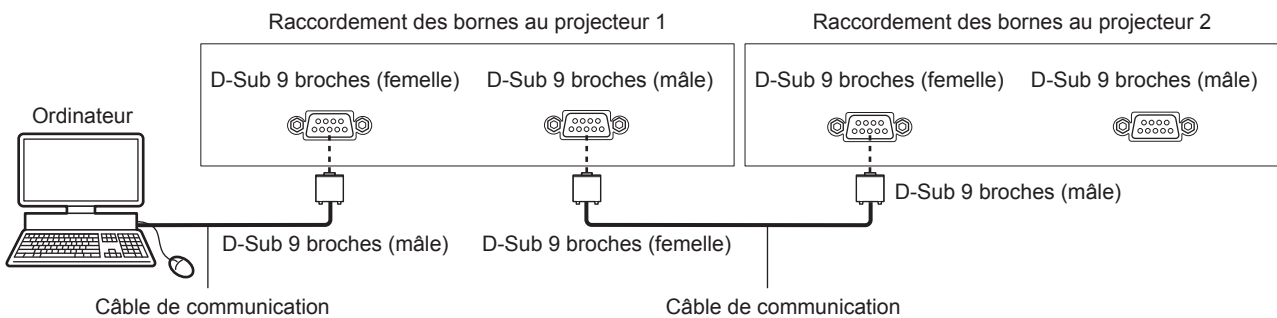 Raccordement des bornes au projecteur 1
Raccordement des bornes au projecteur 2
D-Sub 9 broches (femelle)
D-Sub 9 broches (mâle)
D-Sub 9 broches (femelle)
D-Sub 9 broches (mâle)
Ordinateur
D-Sub 9 broches (mâle)
D-Sub 9 broches (mâle)
D-Sub 9 broches (femelle)
Câble de communication
Câble de communication